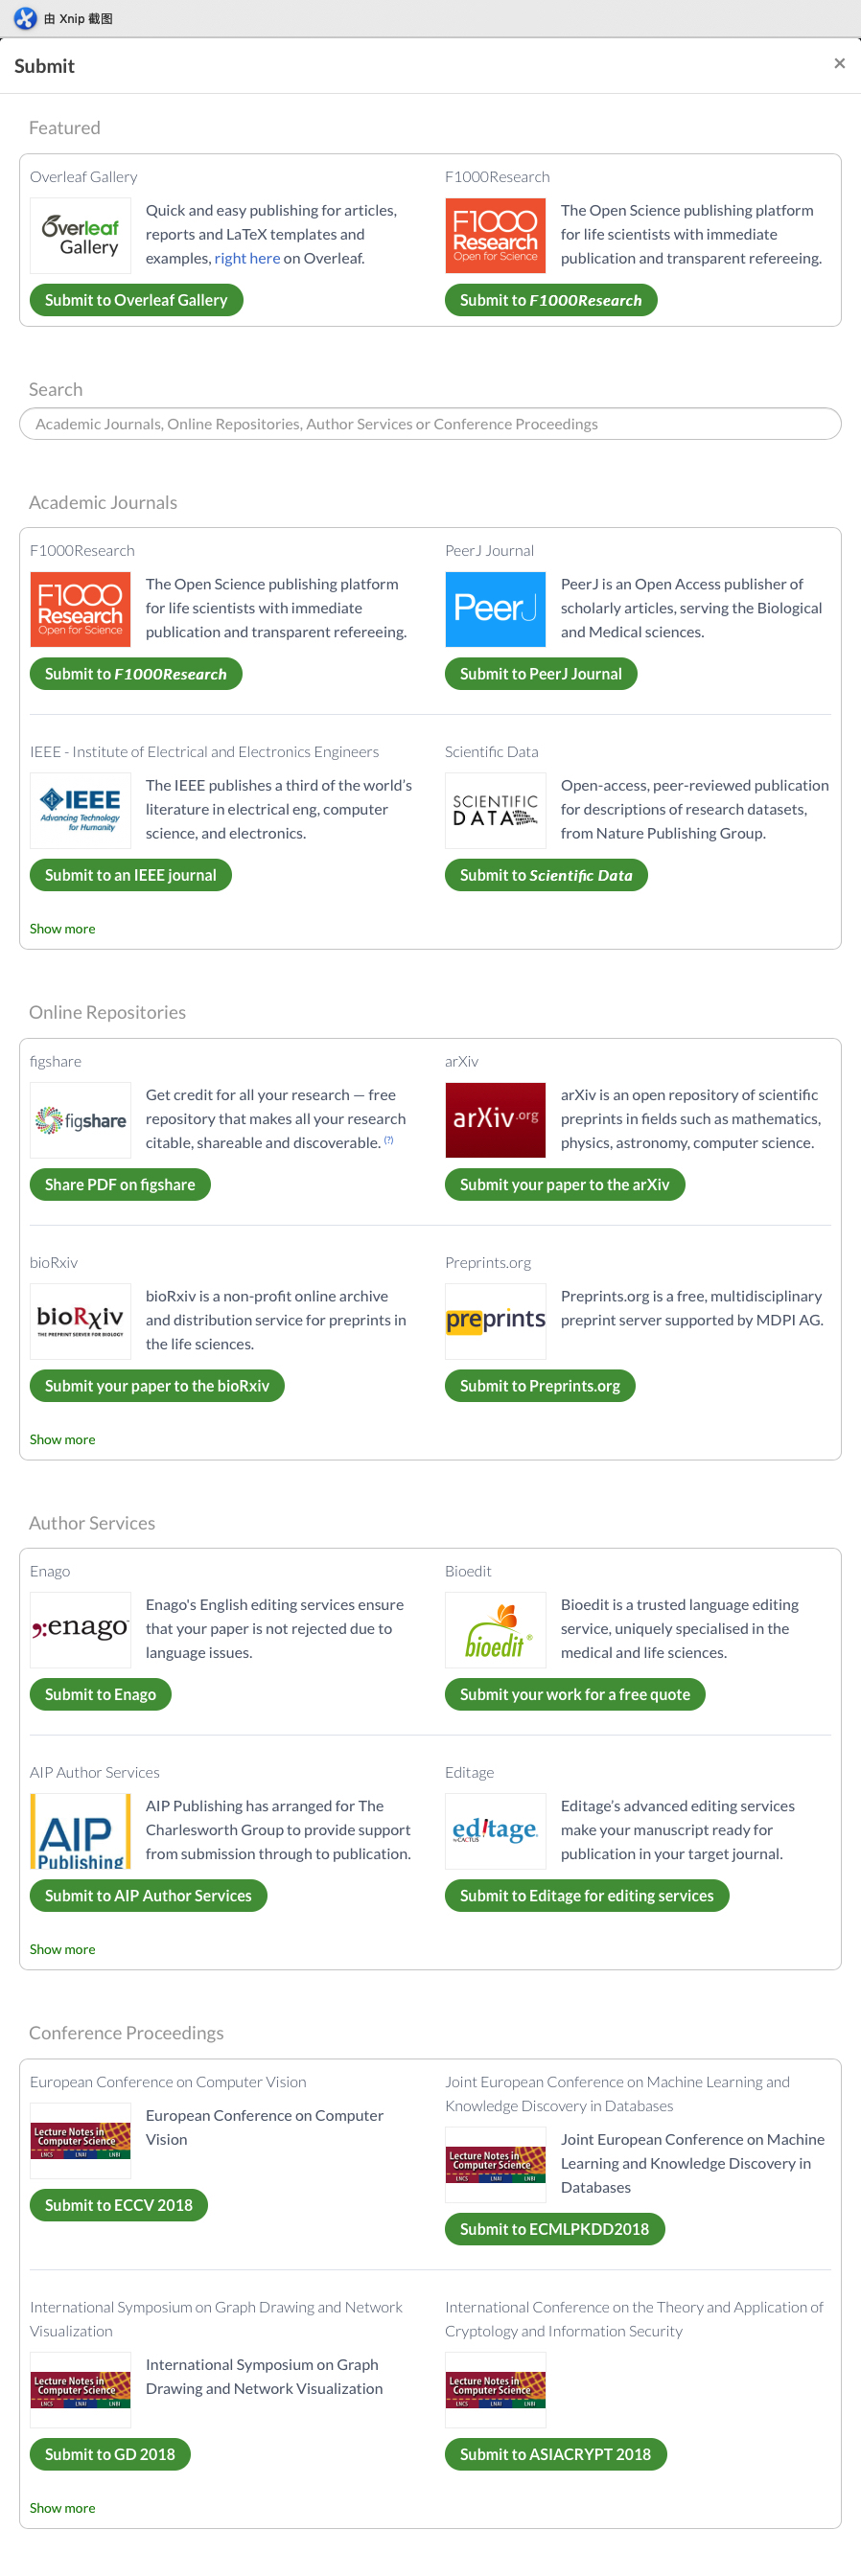 由 Xnip 截图
Submit
×
Featured
Overleaf Gallery
Overleaf
Gallery
Quick and easy publishing for articles,
reports and LaTeX templates and
examples, right here on Overleaf.
Submit to Overleaf Gallery
F1000Research
F1000
Research
Open for Science
The Open Science publishing platform
for life scientists with immediate
publication and transparent refereeing.
Submit to F1000Research
Search
Academic Journals, Online Repositories, Author Services or Conference Proceedings
Academic Journals
F1000Research
F1000
Research
Open for Science
The Open Science publishing platform
for life scientists with immediate
publication and transparent refereeing.
Submit to F1000Research
PeerJ Journal
PeerJ
PeerJ is an Open Access publisher of
scholarly articles, serving the Biological
and Medical sciences.
Submit to PeerJ Journal
IEEE - Institute of Electrical and Electronics Engineers
IEEE
Advancing Technology
for Humanity
The IEEE publishes a third of the world’s
literature in electrical eng, computer
science, and electronics.
Submit to an IEEE journal
Scientific Data
SCIENTIFIC
DATA
Open-access, peer-reviewed publication
for descriptions of research datasets,
from Nature Publishing Group.
Submit to Scientific Data
Show more
Online Repositories
figshare
figshare
Get credit for all your research — free
repository that makes all your research
citable, shareable and discoverable. (?)
Share PDF on figshare
arXiv
arXiv.org
arXiv is an open repository of scientific
preprints in fields such as mathematics,
physics, astronomy, computer science.
Submit your paper to the arXiv
bioRxiv
bioRxiv
THE PREPRINT SERVER FOR BIOLOGY
bioRxiv is a non-profit online archive
and distribution service for preprints in
the life sciences.
Submit your paper to the bioRxiv
Preprints.org
preprints
Preprints.org is a free, multidisciplinary
preprint server supported by MDPI AG.
Submit to Preprints.org
Show more
Author Services
Enago
enago
Enago's English editing services ensure
that your paper is not rejected due to
language issues.
Submit to Enago
Bioedit
bioedit®
Bioedit is a trusted language editing
service, uniquely specialised in the
medical and life sciences.
Submit your work for a free quote
AIP Author Services
AIP
Publishing
AIP Publishing has arranged for The
Charlesworth Group to provide support
from submission through to publication.
Submit to AIP Author Services
Editage
editage
by CACTUS
Editage’s advanced editing services
make your manuscript ready for
publication in your target journal.
Submit to Editage for editing services
Show more
Conference Proceedings
European Conference on Computer Vision
Lecture Notes in
Computer Science
LNCS LNAI LNBI
European Conference on Computer
Vision
Submit to ECCV 2018
Joint European Conference on Machine Learning and
Knowledge Discovery in Databases
Lecture Notes in
Computer Science
LNCS LNAI LNBI
Joint European Conference on Machine
Learning and Knowledge Discovery in
Databases
Submit to ECMLPKDD2018
International Symposium on Graph Drawing and Network
Visualization
Lecture Notes in
Computer Science
LNCS LNAI LNBI
International Symposium on Graph
Drawing and Network Visualization
Submit to GD 2018
International Conference on the Theory and Application of
Cryptology and Information Security
Lecture Notes in
Computer Science
LNCS LNAI LNBI
Submit to ASIACRYPT 2018
Show more